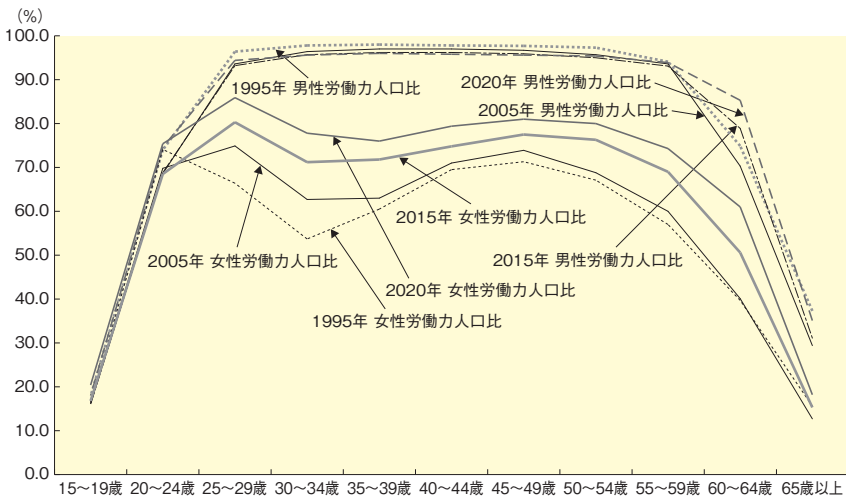 (%)
100.0
90.0
80.0
70.0
60.0
50.0
40.0
30.0
20.0
10.0
0.0
1995年 男性労働力人口比
2020年 男性労働力人口比
2005年 男性労働力人口比
2015年 女性労働力人口比
2005年 女性労働力人口比
2015年 男性労働力人口比
2020年 女性労働力人口比
1995年 女性労働力人口比
15～19歳 20～24歳 25～29歳 30～34歳 35～39歳 40～44歳 45～49歳 50～54歳 55～59歳 60～64歳 65歳以上